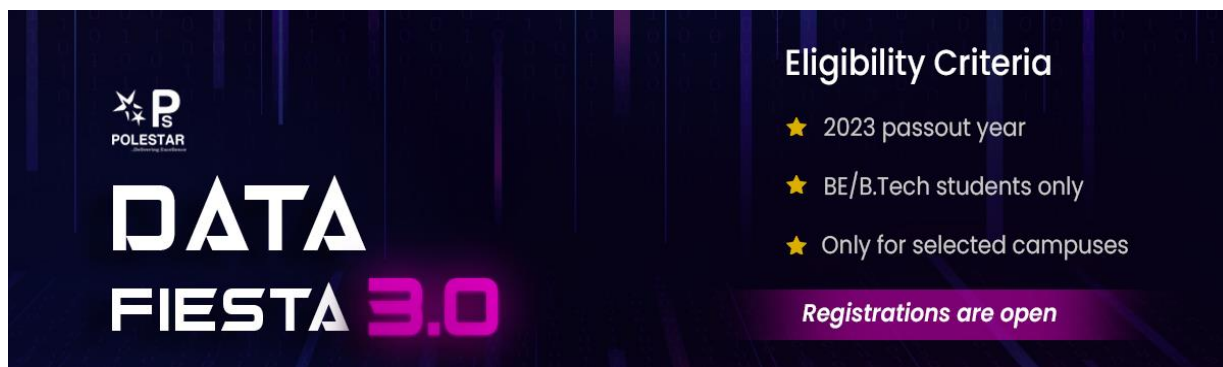 PS
POLESTAR
..Delivering Excellence
DATA
FIESTA 3.0
Eligibility Criteria
2023 passout year
BE/B.Tech students only
Only for selected campuses
Registrations are open